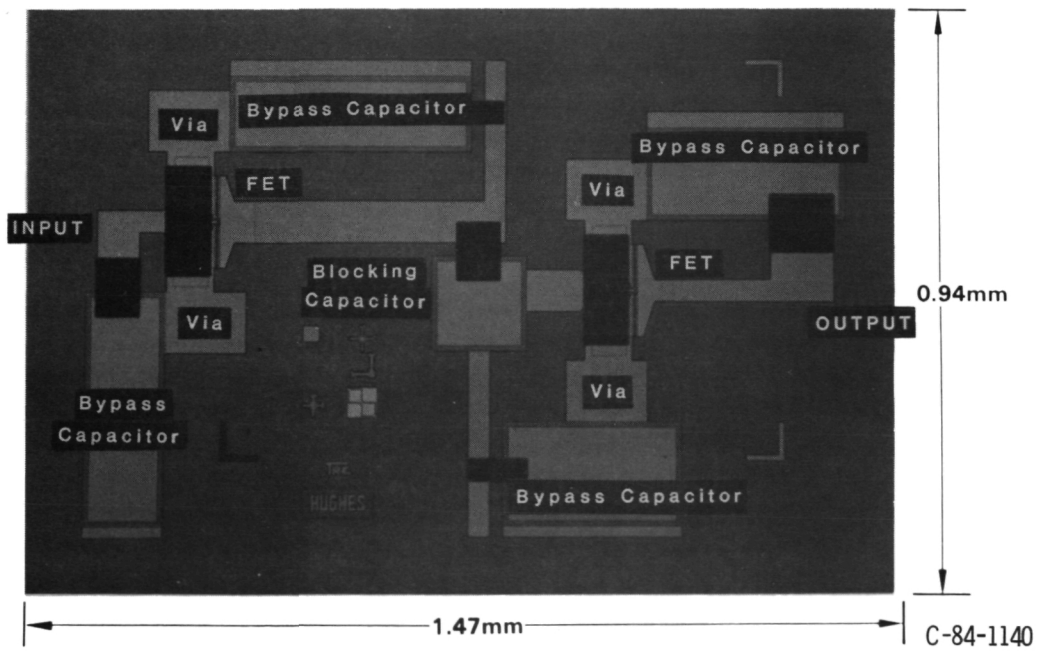 Bypass Capacitor
Via
Bypass Capacitor
FET
Via
INPUT
FET
Blocking
Capacitor
0.94mm
Via
OUTPUT
Via
Bypass
Capacitor
HUGHES
Bypass Capacitor
1.47mm
C-84-1140